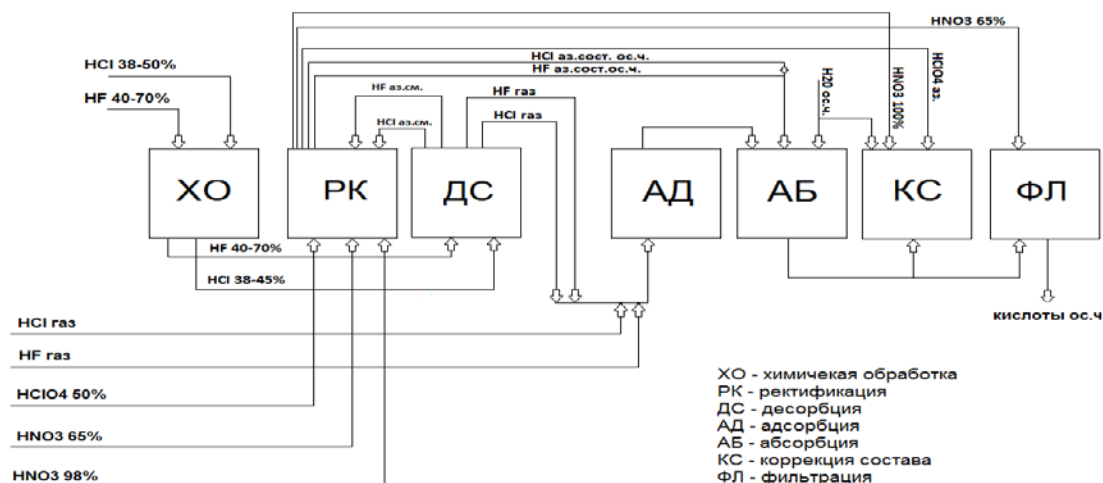 HNO3 65%
HCl 38-50%
HCl аз.сост. ос.ч.
HF аз.сост.ос.ч.
HF 40-70%
HF аз.см.
HF газ
HCl газ
HCl аз.см.
H2O ос.ч.
HNO3 100%
HClO4 аз.
ХО
РК
ДС
АД
АБ
КС
ФЛ
HF 40-70%
HCl 38-45%
кислоты ос.ч
HCl газ
HF газ
HClO4 50%
HNO3 65%
HNO3 98%
ХО - химичекая обработка
РК - ректификация
ДС - десорбция
АД - адсорбция
АБ - абсорбция
КС - коррекция состава
ФЛ - фильтрация